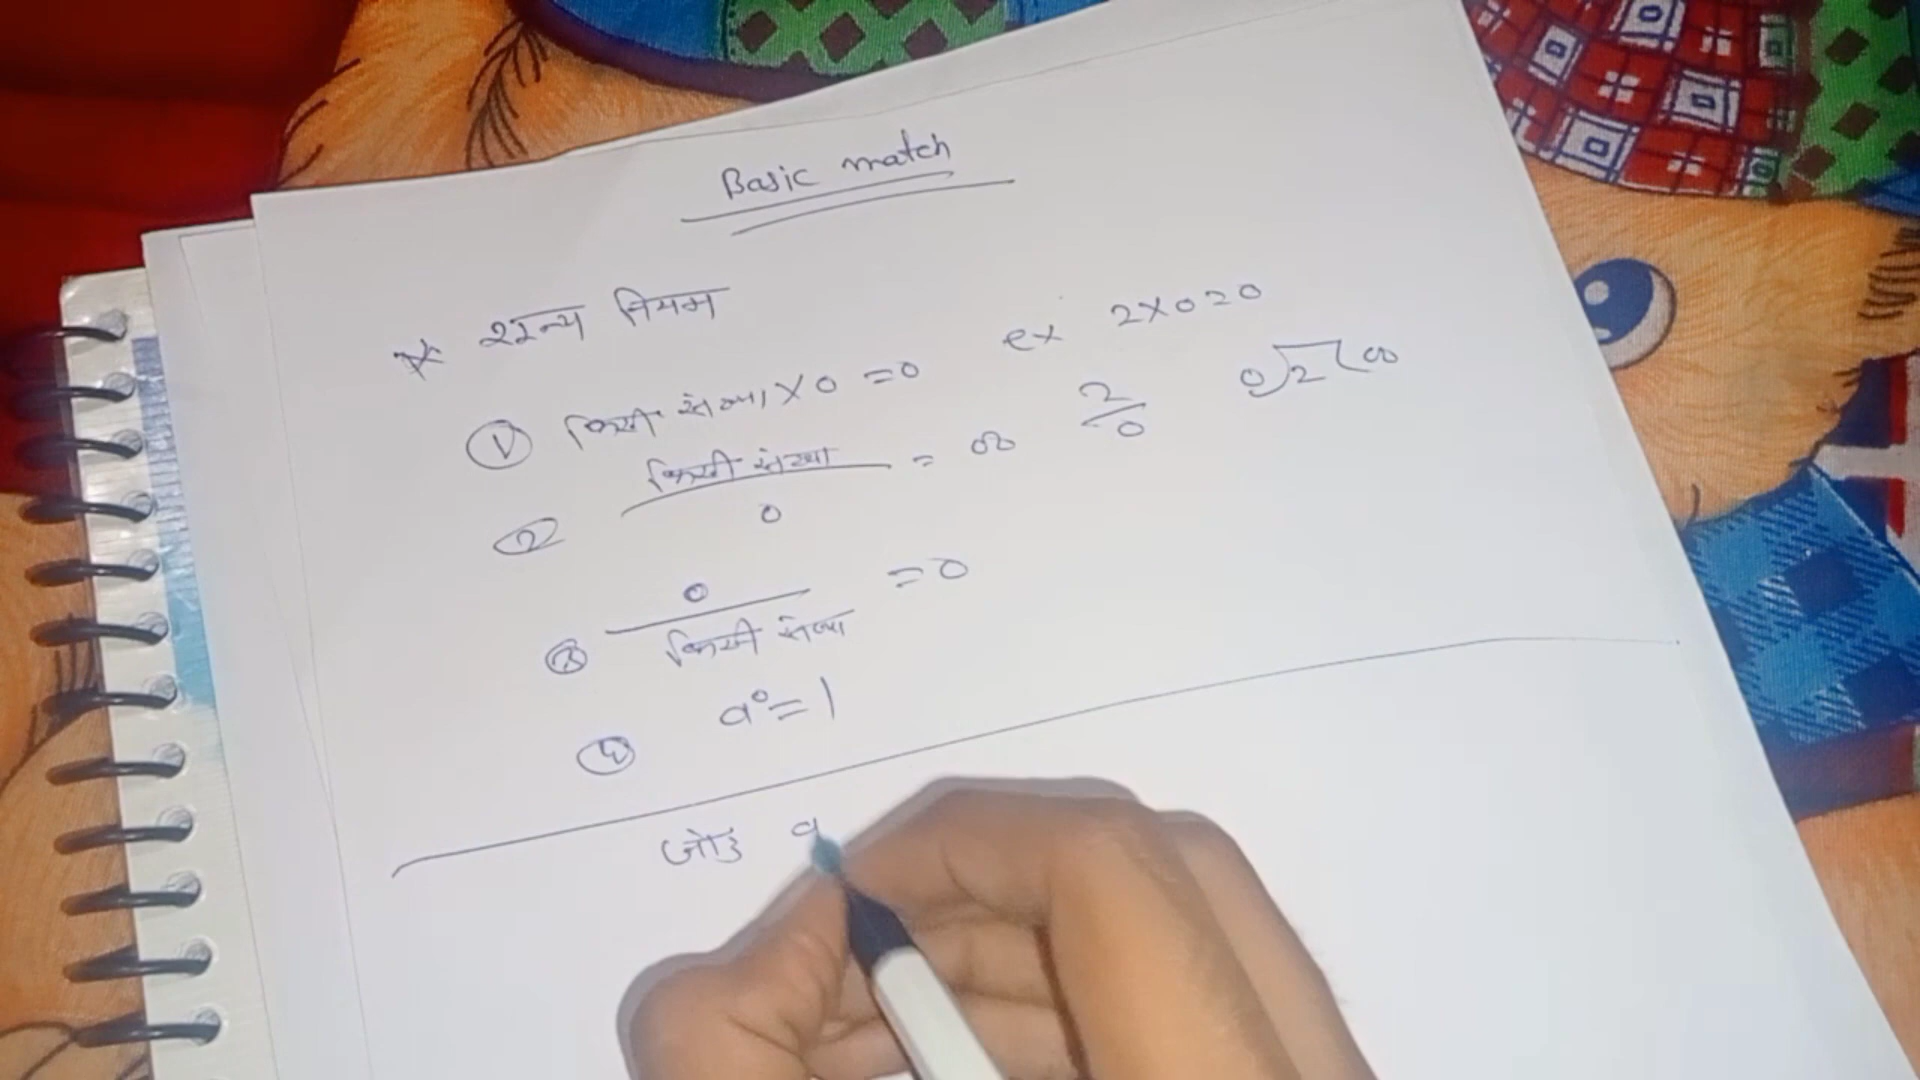 Basic match
* शून्य नियम
① किसी संख्या X 0 = 0 ex 2X0=0
② किसी संख्या = ∞ 2 0)2(∞
0 0
③ 0 = 0
किसी संख्या
④ a⁰ = 1
जोड